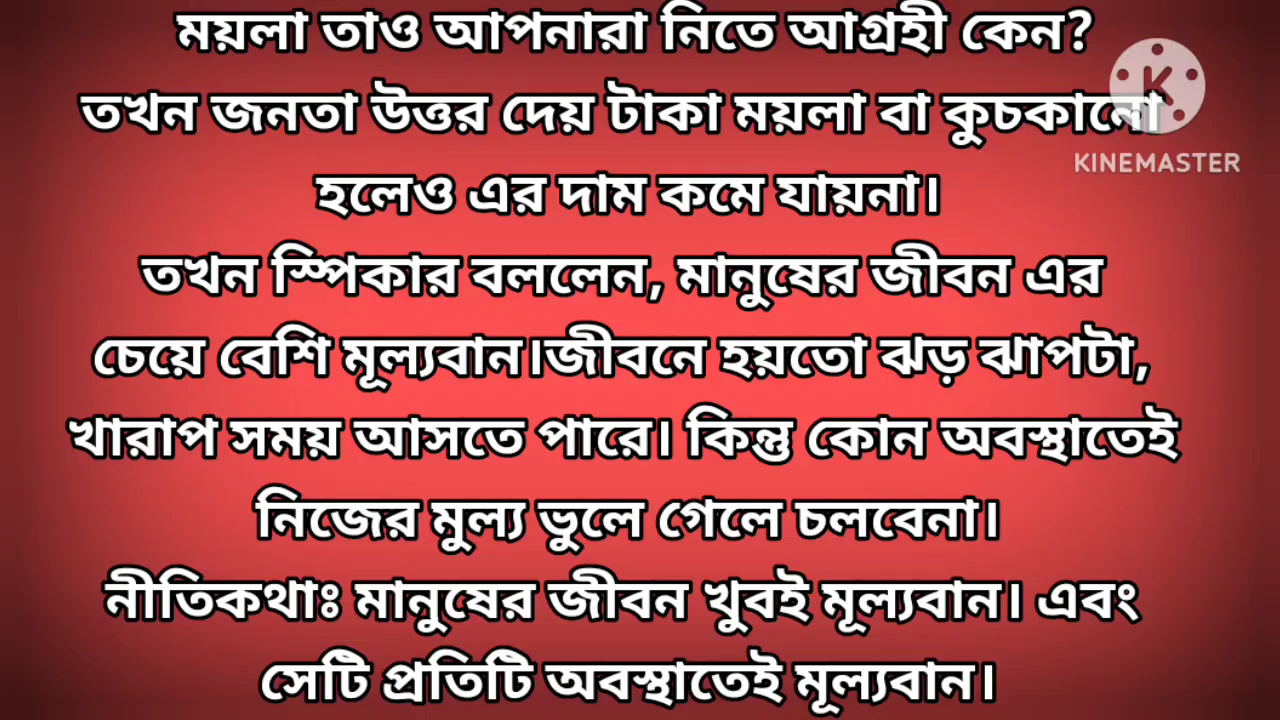 ময়লা তাও আপনারা নিতে আগ্রহী কেন?
তখন জনতা উত্তর দেয় টাকা ময়লা বা কুচকানো
হলেও এর দাম কমে যায়না।
তখন স্পিকার বললেন, মানুষের জীবন এর
চেয়ে বেশি মূল্যবান।জীবনে হয়তো ঝড় ঝাপটা,
খারাপ সময় আসতে পারে। কিন্তু কোন অবস্থাতেই
নিজের মুল্য ভুলে গেলে চলবেনা।
নীতিকথাঃ মানুষের জীবন খুবই মূল্যবান। এবং
সেটি প্রতিটি অবস্থাতেই মূল্যবান।
K
KINEMASTER